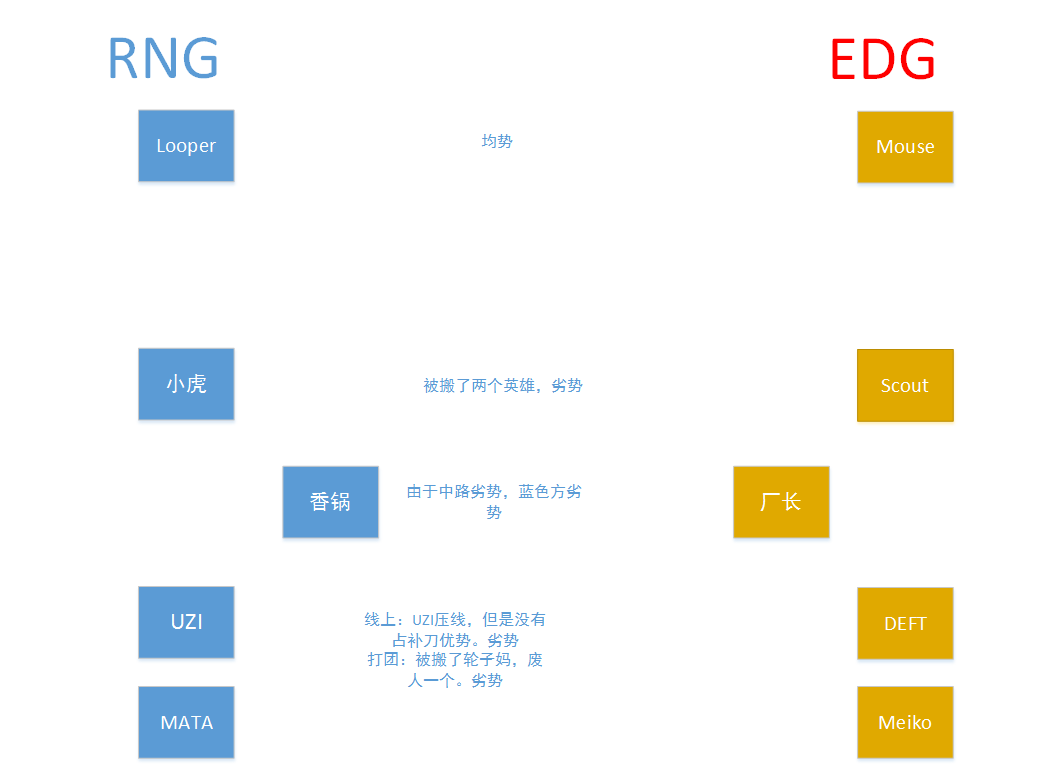 RNG
EDG
Looper
均势
Mouse
小虎
被搬了两个英雄，劣势
Scout
香锅
由于中路劣势，蓝色方劣
势
厂长
UZI
线上：UZI压线，但是没有
占补刀优势。劣势
打团：被搬了轮子妈，废
人一个。劣势
DEFT
MATA
Meiko